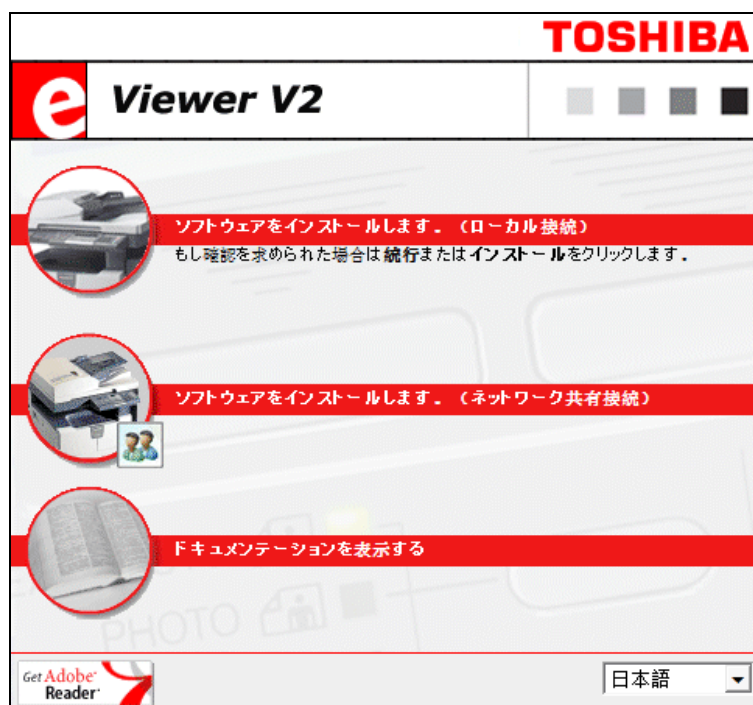 TOSHIBA
e Viewer V2
ソフトウェアをインストールします．（ローカル接続）
もし確認を求められた場合は続行またはインストールをクリックします．
ソフトウェアをインストールします．（ネットワーク共有接続）
ドキュメンテーションを表示する
PHOTO
Get Adobe
Reader
日本語